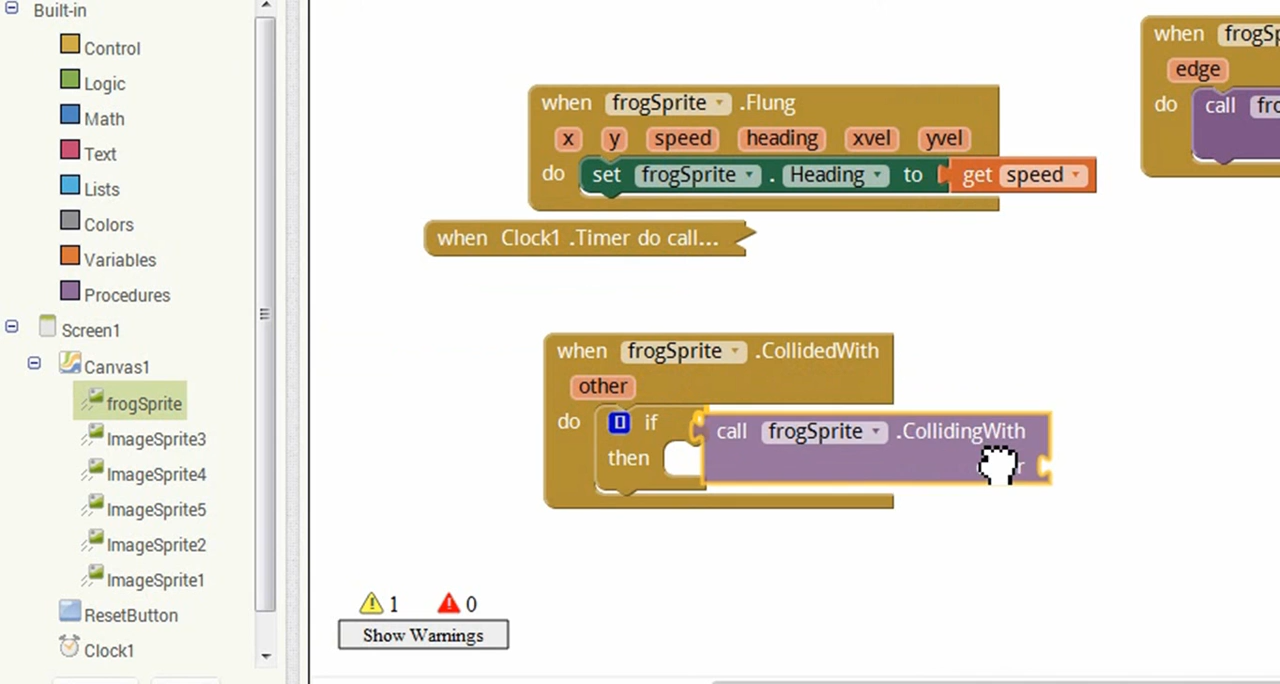 Built-in
Control
Logic
Math
Text
Lists
Colors
Variables
Procedures
Screen1
Canvas1
frogSprite
ImageSprite3
ImageSprite4
ImageSprite5
ImageSprite2
ImageSprite1
ResetButton
Clock1
when frogSprite .Flung
x y speed heading xvel yvel
do set frogSprite . Heading to get speed
when Clock1 .Timer do call...
when frogSprite .CollidedWith
other
do if call frogSprite .CollidingWith
then
1 0
Show Warnings
when
edge
do call